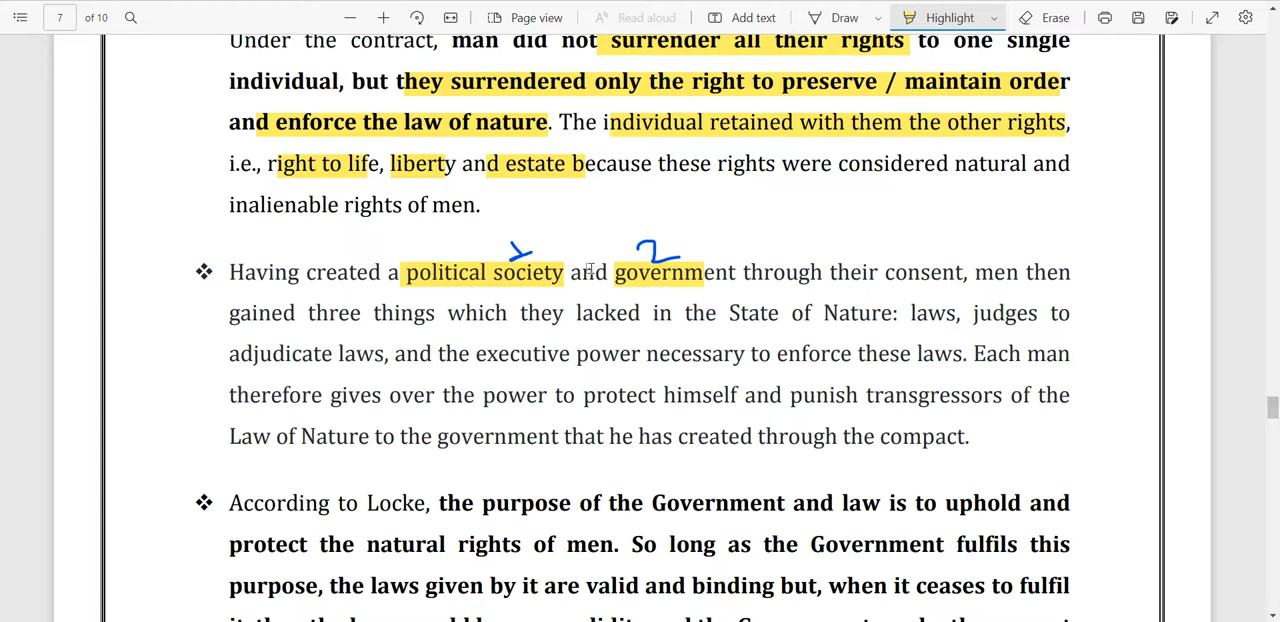 7 of 10 Page view Read aloud Add text Draw Highlight Erase
Under the contract, man did not surrender all their rights to one single
individual, but they surrendered only the right to preserve / maintain order
and enforce the law of nature. The individual retained with them the other rights,
i.e., right to life, liberty and estate because these rights were considered natural and
inalienable rights of men.
1 2
❖ Having created a political society and government through their consent, men then
gained three things which they lacked in the State of Nature: laws, judges to
adjudicate laws, and the executive power necessary to enforce these laws. Each man
therefore gives over the power to protect himself and punish transgressors of the
Law of Nature to the government that he has created through the compact.
❖ According to Locke, the purpose of the Government and law is to uphold and
protect the natural rights of men. So long as the Government fulfils this
purpose, the laws given by it are valid and binding but, when it ceases to fulfil